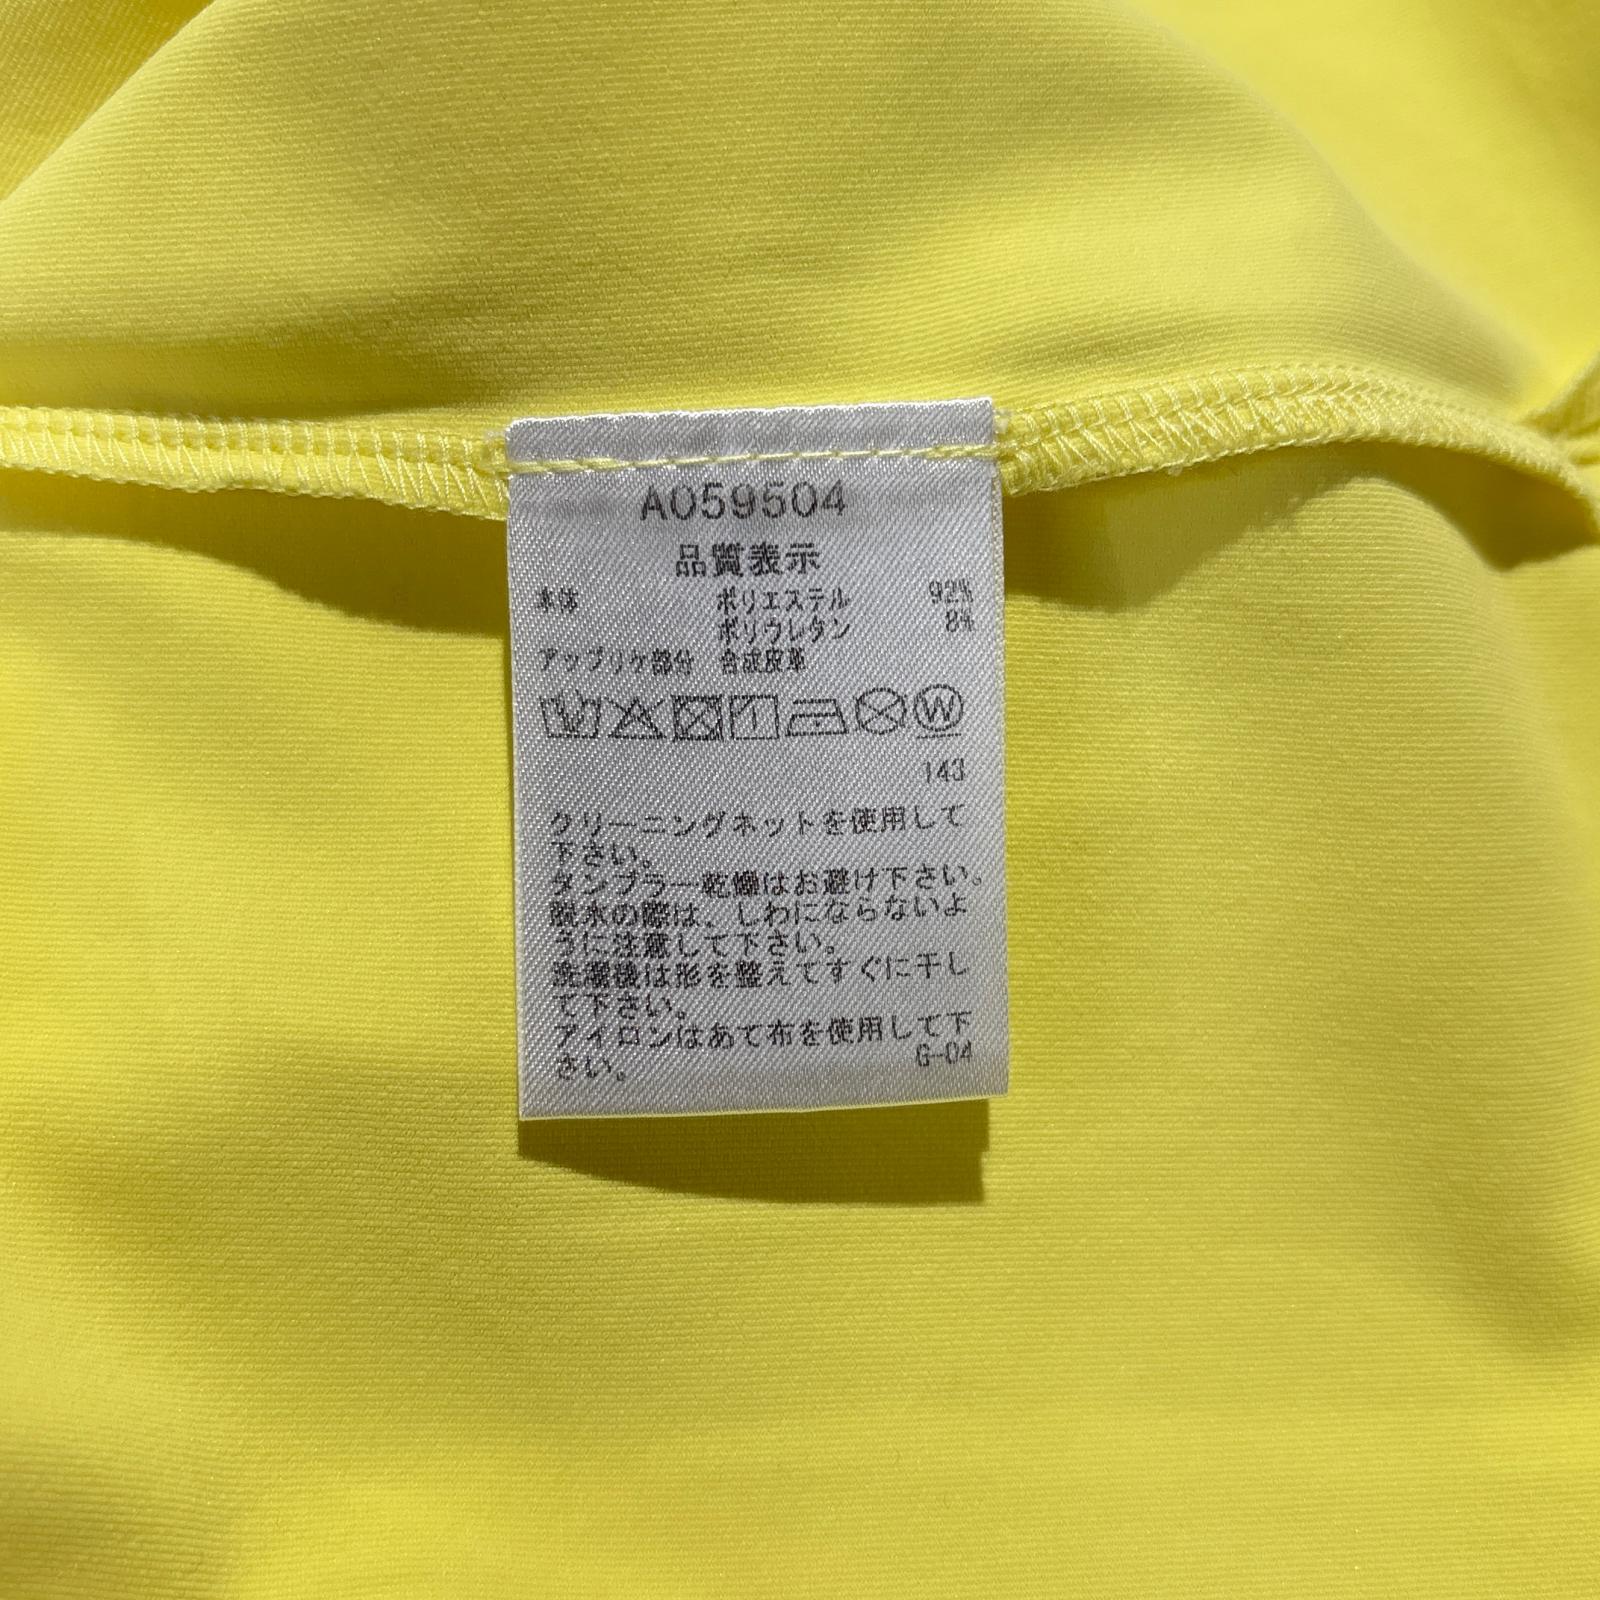 A059504
品質表示
本体 ポリエステル 92%
ポリウレタン 8%
アップリケ部分 合成皮革
W
143
クリーニングネットを使用して
下さい。
タンブラー乾燥はお避け下さい。
脱水の際は、しわにならないよ
うに注意して下さい。
洗濯後は形を整えてすぐに干し
て下さい。
アイロンはあて布を使用して下
さい。 G-04